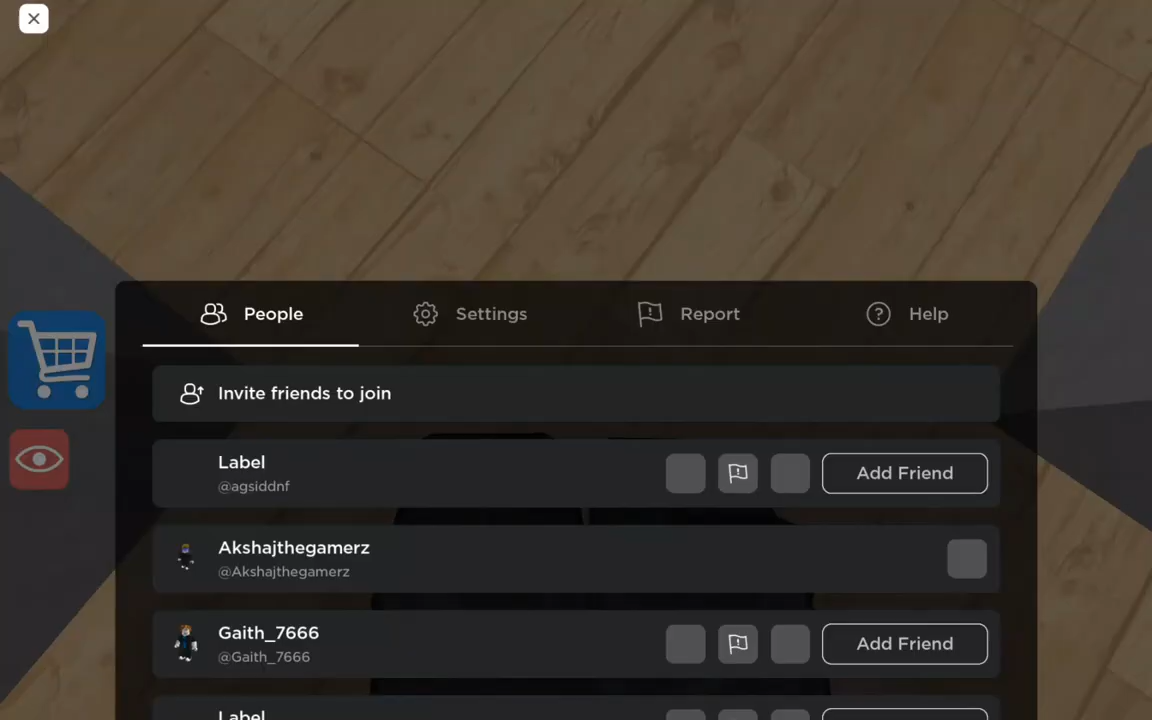 People
Settings
Report
Help
Invite friends to join
Label
@agsiddnf
Add Friend
Akshajthegamerz
@Akshajthegamerz
Gaith_7666
@Gaith_7666
Add Friend
Label